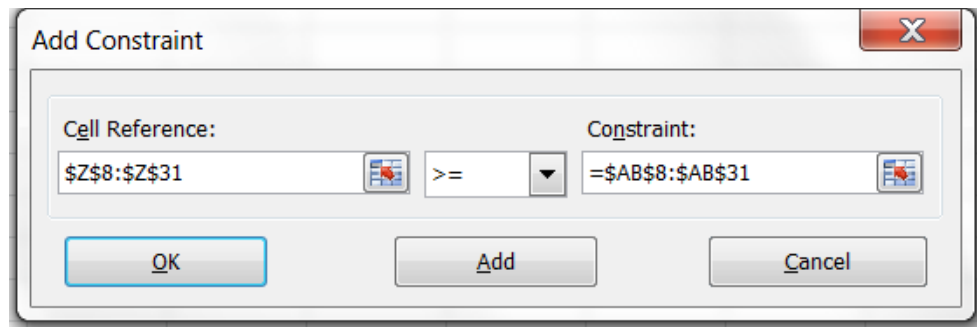 Add Constraint
Cell Reference: Constraint:
$Z$8:$Z$31 >= =$AB$8:$AB$31
OK Add Cancel